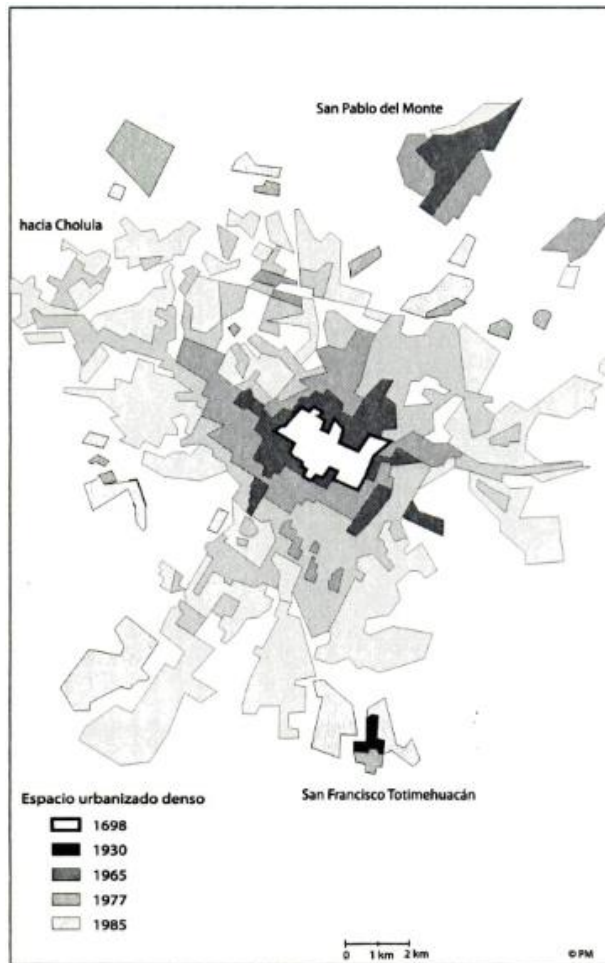 San Pablo del Monte
hacia Cholula
San Francisco Totimehuacán
Espacio urbanizado denso
1698
1930
1965
1977
1985
0 1 km 2 km
© PM